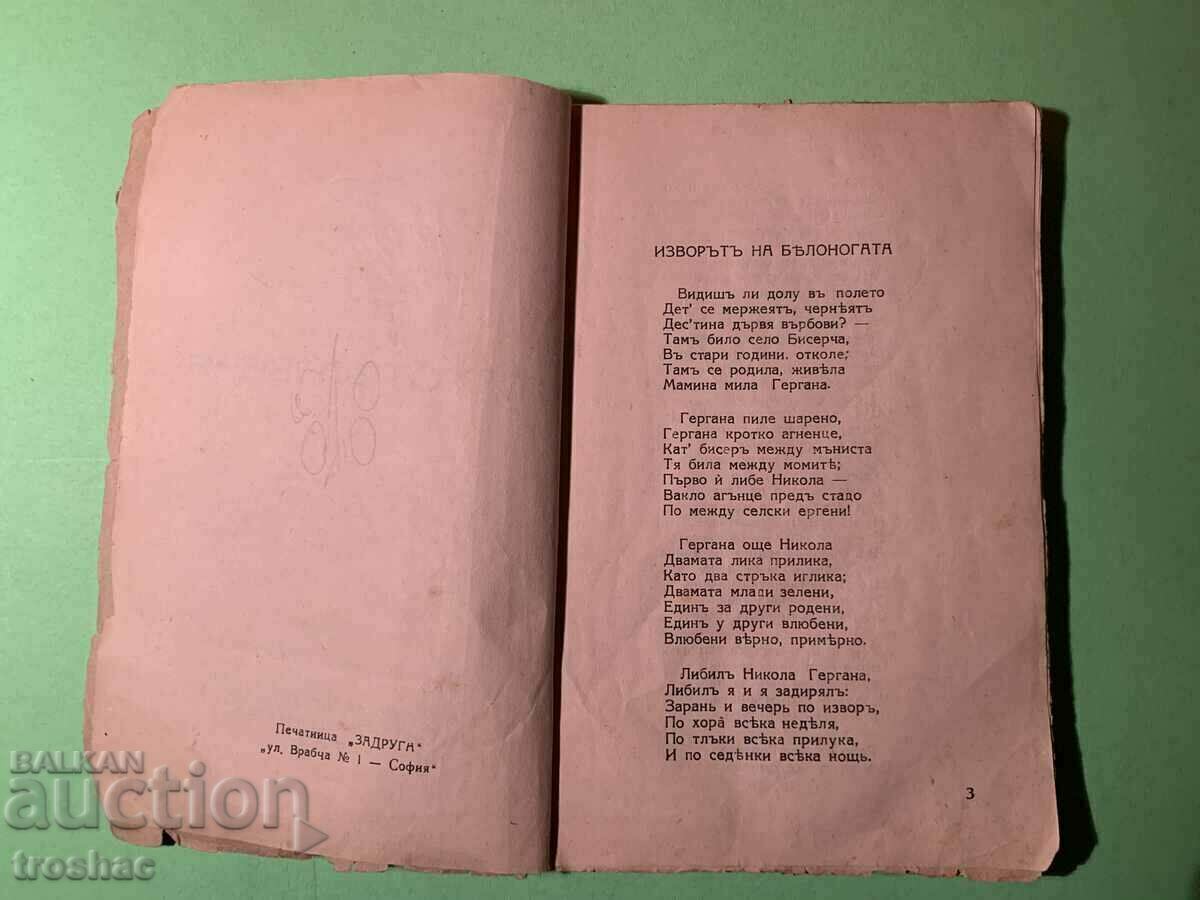 Печатница „ЗАДРУГА“
„ул. Врабча № 1 — София“
ИЗВОРЪТЪ НА БѢЛОНОГАТА
Видишъ ли долу въ полето
Дет' се мержеятъ, чернѣятъ
Дес'тина дървя върбови? —
Тамъ било село Бисерча,
Въ стари години. отколе;
Тамъ се родила, живѣла
Мамина мила Гергана.
Гергана пиле шарено,
Гергана кротко агненце,
Кат' бисеръ между мъниста
Тя била между момитѣ;
Първо ѝ либе Никола —
Вакло агънце предъ стадо
По между селски ергени!
Гергана още Никола
Двамата лика прилика,
Като два стръка иглика;
Двамата млади зелени,
Единъ за други родени,
Единъ у други влюбени,
Влюбени вѣрно, примѣрно.
Либилъ Никола Гергана,
Либилъ я и я задирялъ:
Зарань и вечерь по изворъ,
По хора̀ всѣка недѣля,
По тлъки всѣка прилука,
И по седѣнки всѣка нощь.
3
BALKAN
auction
troshac